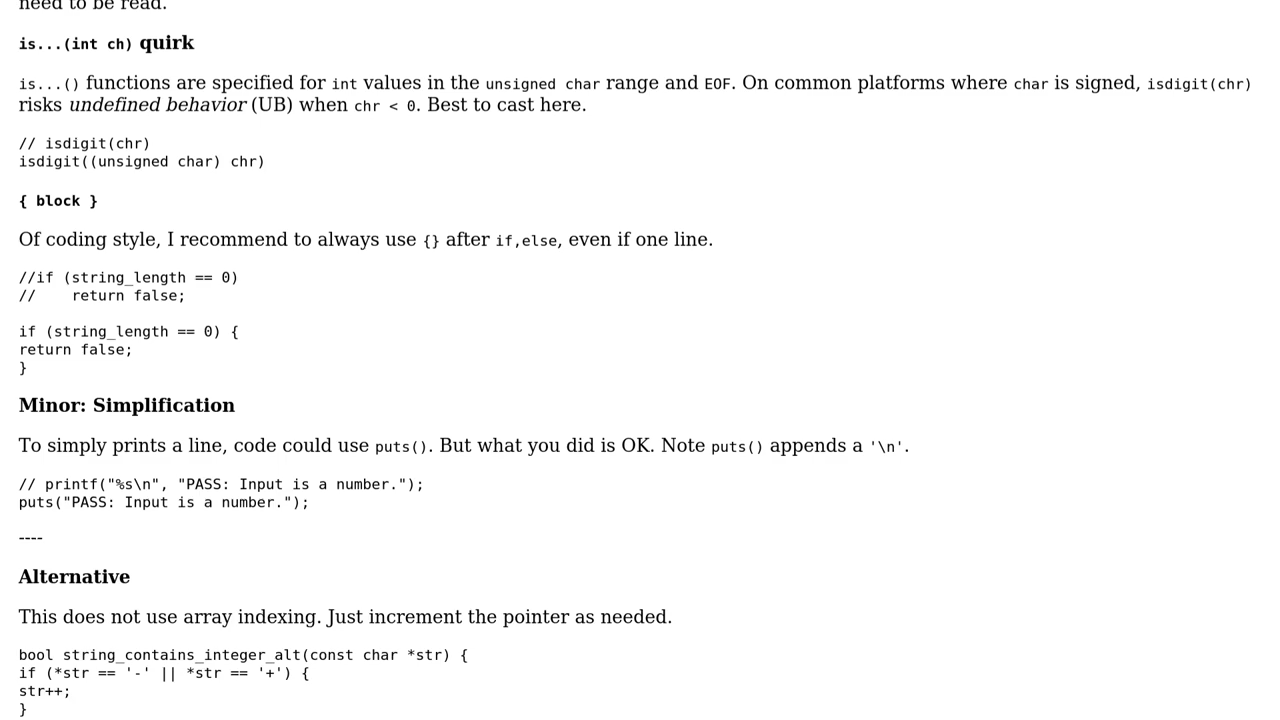 need to be read.
is...(int ch) quirk
is...() functions are specified for int values in the unsigned char range and EOF. On common platforms where char is signed, isdigit(chr)
risks undefined behavior (UB) when chr < 0. Best to cast here.
// isdigit(chr)
isdigit((unsigned char) chr)
{ block }
Of coding style, I recommend to always use {} after if,else, even if one line.
//if (string_length == 0)
//    return false;
if (string_length == 0) {
return false;
}
Minor: Simplification
To simply prints a line, code could use puts(). But what you did is OK. Note puts() appends a '\n'.
// printf("%s\n", "PASS: Input is a number.");
puts("PASS: Input is a number.");
----
Alternative
This does not use array indexing. Just increment the pointer as needed.
bool string_contains_integer_alt(const char *str) {
if (*str == '-' || *str == '+') {
str++;
}